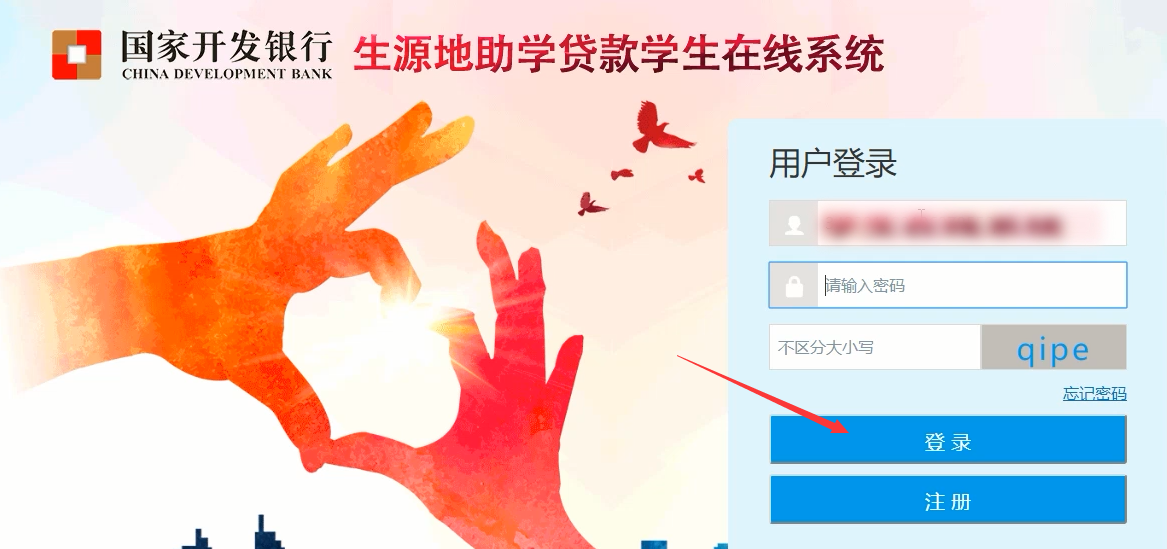 国家开发银行 生源地助学贷款学生在线系统
CHINA DEVELOPMENT BANK
用户登录
请输入密码
不区分大小写 qipe
忘记密码
登 录
注 册